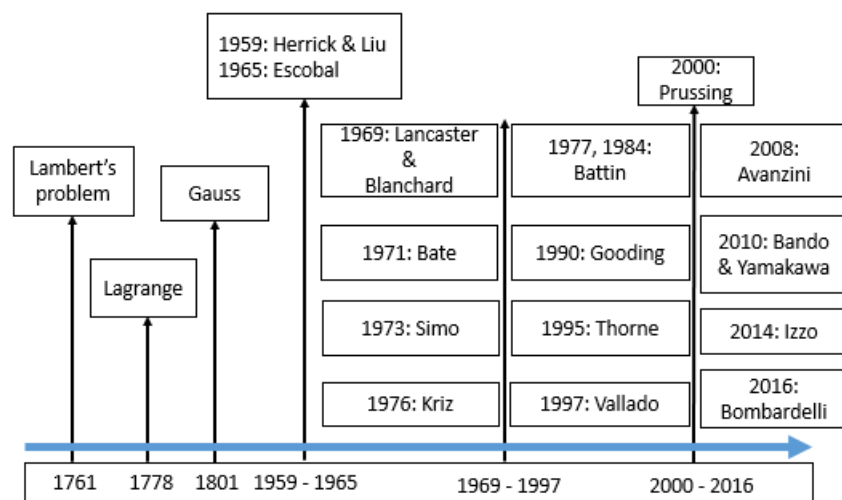 1959: Herrick & Liu
1965: Escobal
2000:
Prussing
1969: Lancaster
&
Blanchard
1977, 1984:
Battin
2008:
Avanzini
Lambert's
problem
Gauss
1971: Bate
1990: Gooding
2010: Bando
& Yamakawa
Lagrange
1973: Simo
1995: Thorne
2014: Izzo
1976: Kriz
1997: Vallado
2016:
Bombardelli
1761
1778
1801
1959 - 1965
1969 - 1997
2000 - 2016